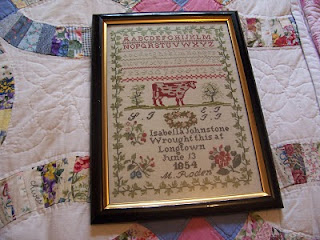 ABCDEFGHIJKLM
NOPQRSTUVWXYZ
Isabella Johnstone
Wrought this at
Longtown
June 13
1854
M. Roden